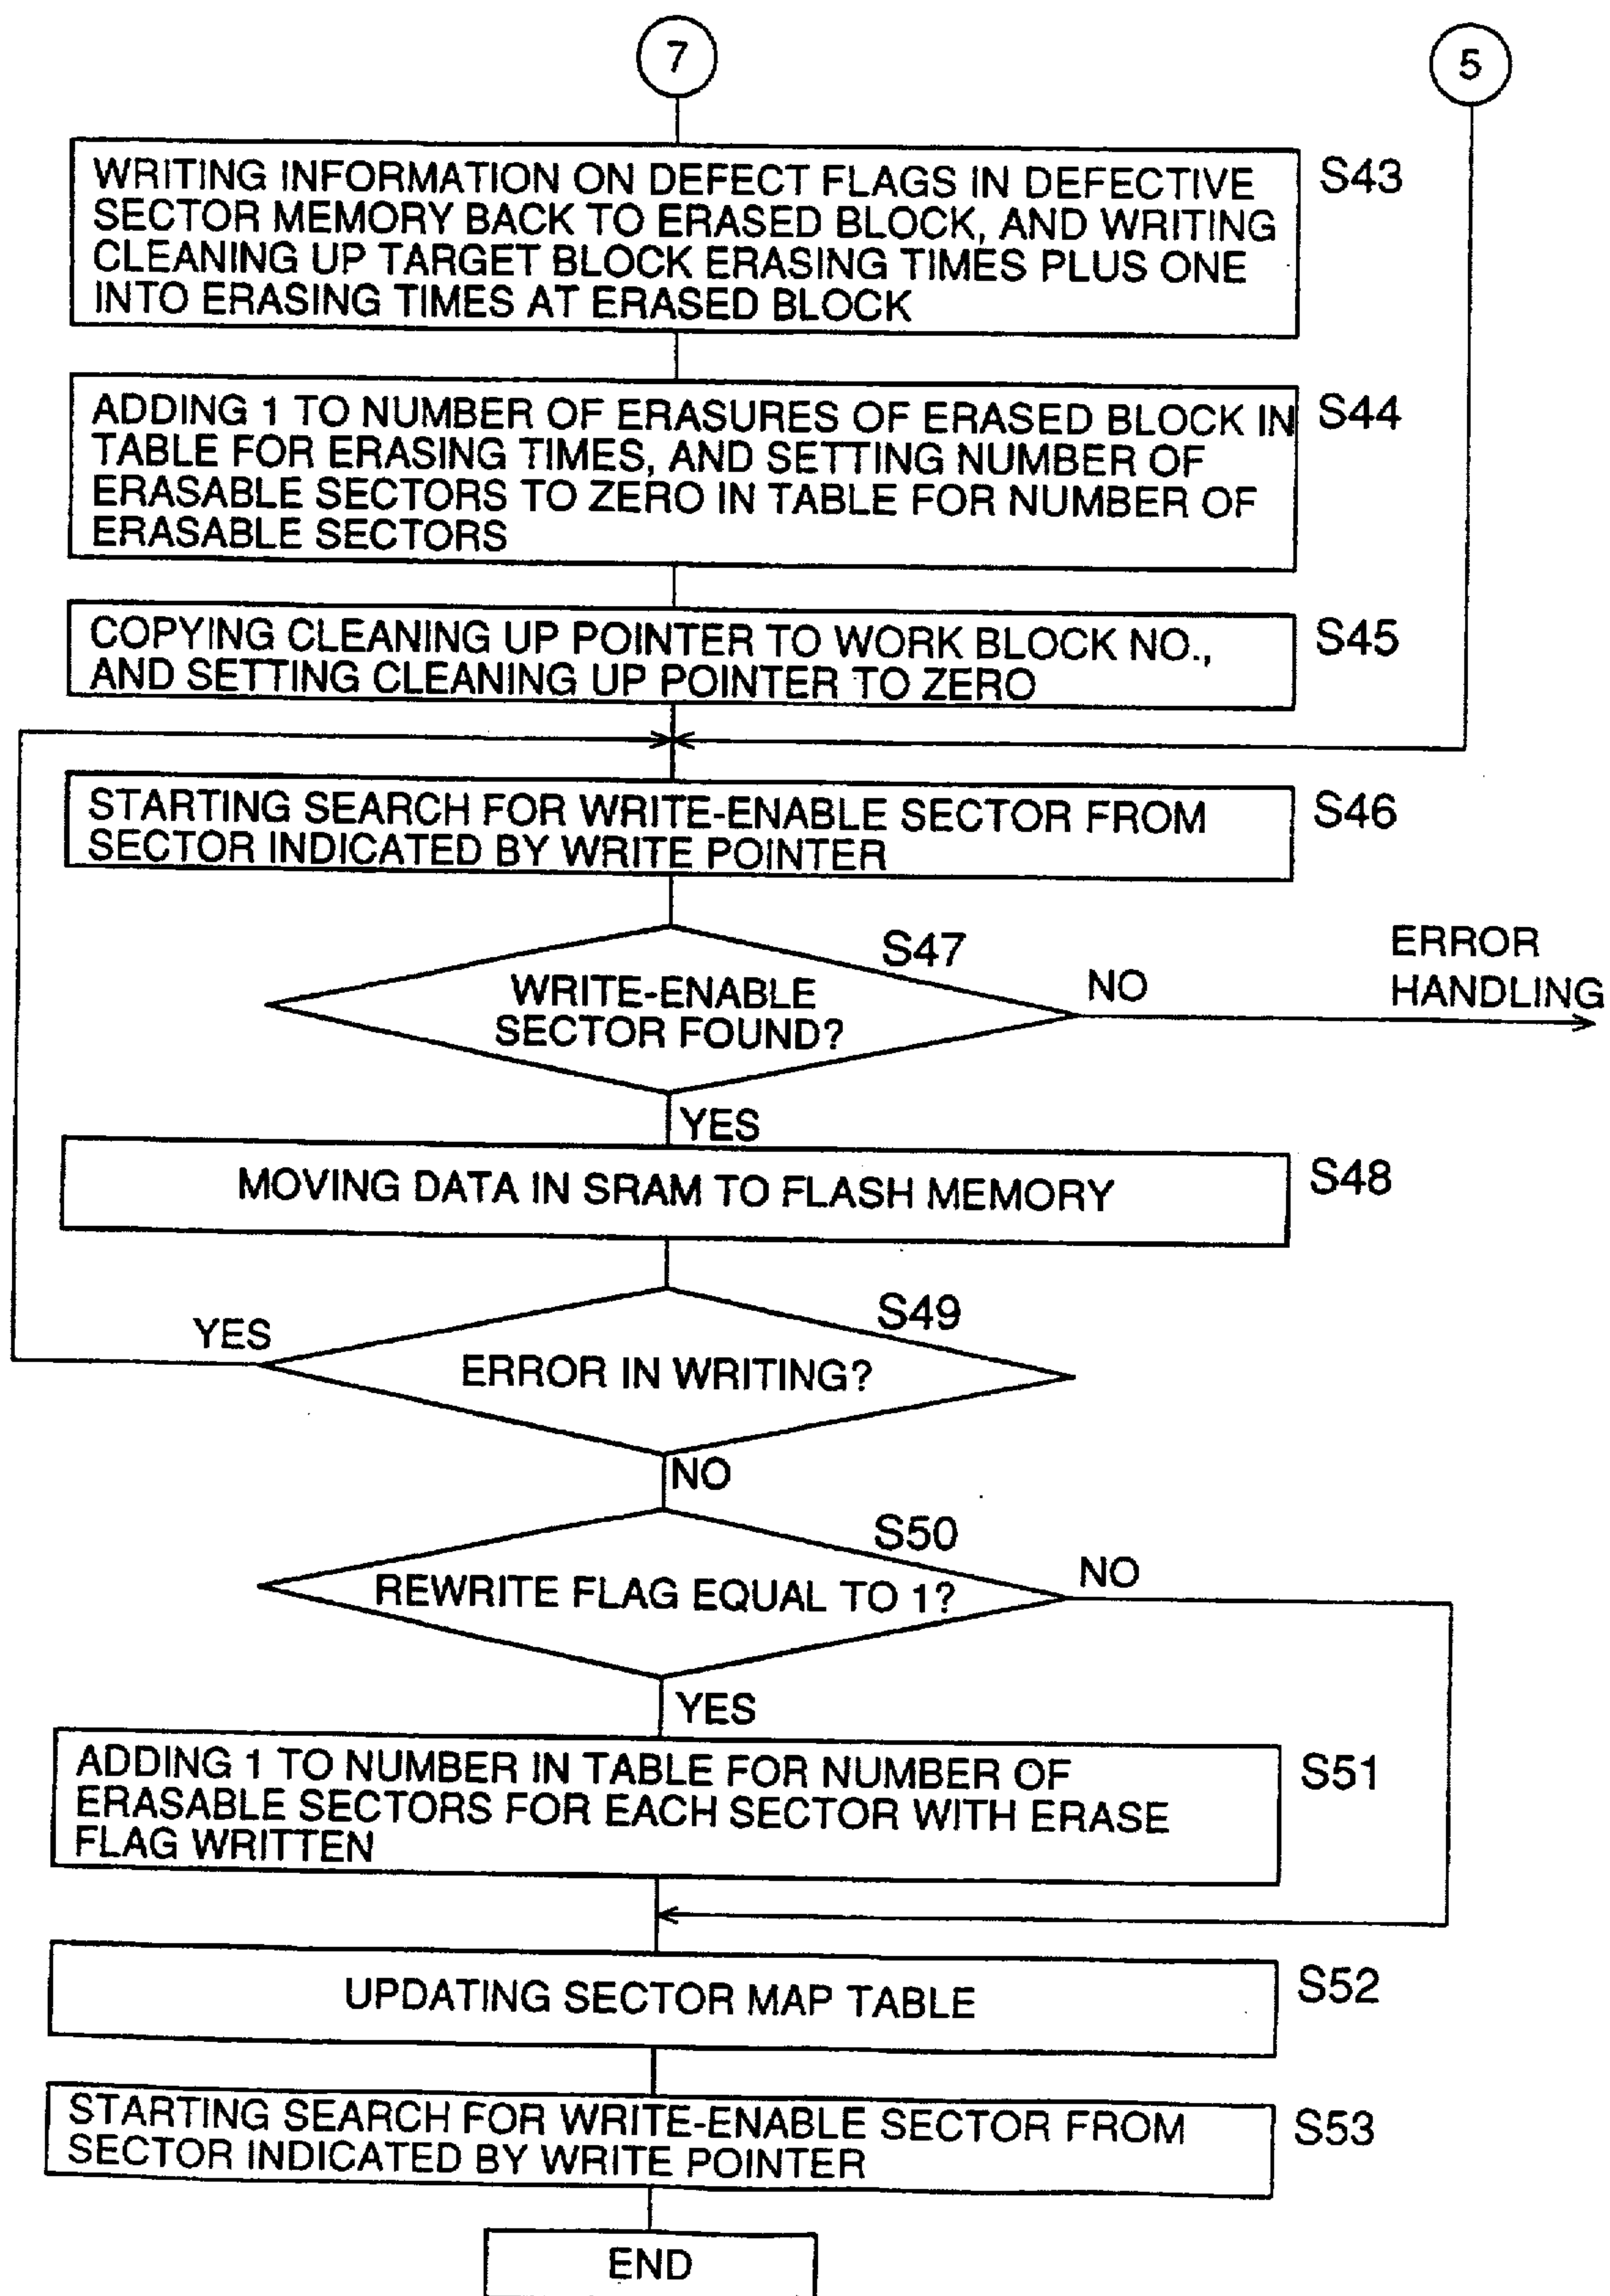 7
5
WRITING INFORMATION ON DEFECT FLAGS IN DEFECTIVE
SECTOR MEMORY BACK TO ERASED BLOCK, AND WRITING
CLEANING UP TARGET BLOCK ERASING TIMES PLUS ONE
INTO ERASING TIMES AT ERASED BLOCK
S43
ADDING 1 TO NUMBER OF ERASURES OF ERASED BLOCK IN
TABLE FOR ERASING TIMES, AND SETTING NUMBER OF
ERASABLE SECTORS TO ZERO IN TABLE FOR NUMBER OF
ERASABLE SECTORS
S44
COPYING CLEANING UP POINTER TO WORK BLOCK NO.,
AND SETTING CLEANING UP POINTER TO ZERO
S45
STARTING SEARCH FOR WRITE-ENABLE SECTOR FROM
SECTOR INDICATED BY WRITE POINTER
S46
S47
WRITE-ENABLE
SECTOR FOUND?
NO
ERROR
HANDLING
YES
MOVING DATA IN SRAM TO FLASH MEMORY
S48
S49
YES
ERROR IN WRITING?
NO
S50
REWRITE FLAG EQUAL TO 1?
NO
YES
ADDING 1 TO NUMBER IN TABLE FOR NUMBER OF
ERASABLE SECTORS FOR EACH SECTOR WITH ERASE
FLAG WRITTEN
S51
UPDATING SECTOR MAP TABLE
S52
STARTING SEARCH FOR WRITE-ENABLE SECTOR FROM
SECTOR INDICATED BY WRITE POINTER
S53
END